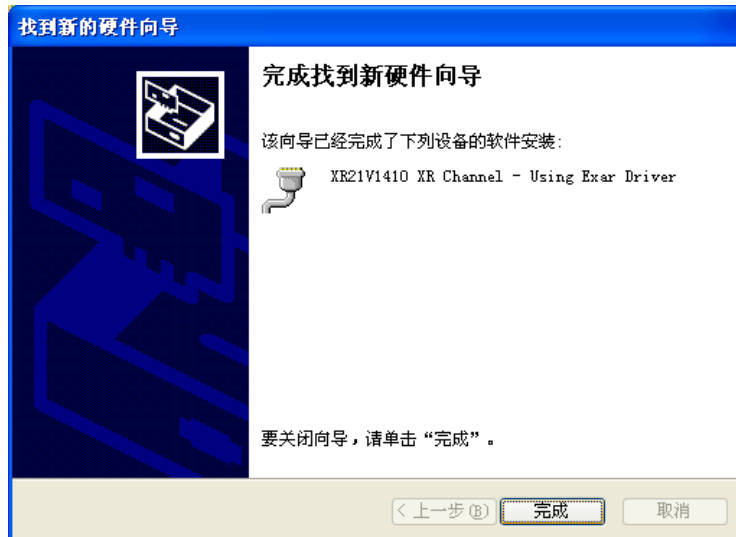 找到新的硬件向导
完成找到新硬件向导
该向导已经完成了下列设备的软件安装:
XR21V1410 XR Channel - Using Exar Driver
要关闭向导,请单击“完成”。
< 上一步(B)
完成
取消